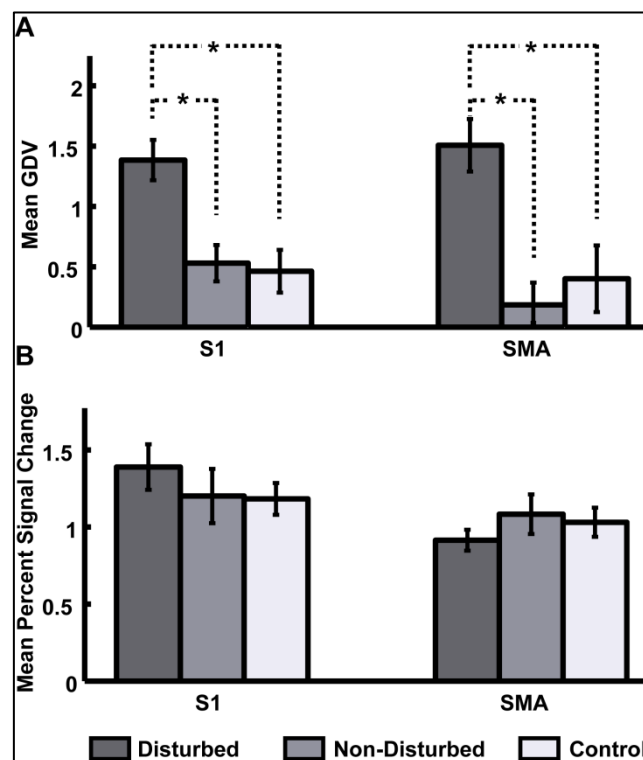 A
* *
* *
2
1.5
1
0.5
0
Mean GDV
S1 SMA
B
1.5
1
0.5
0
Mean Percent Signal Change
S1 SMA
Disturbed Non-Disturbed Control